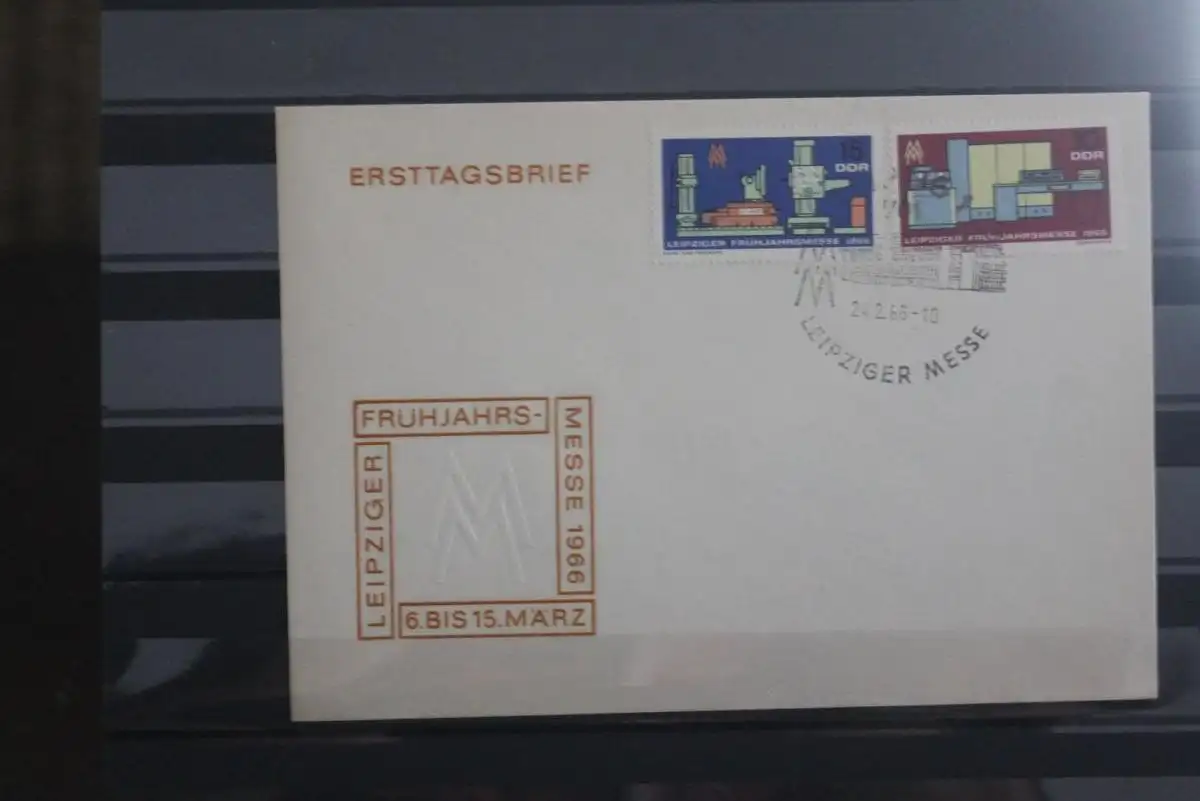 ERSTTAGSBRIEF
15
DDR
LEIPZIGER FRÜHJAHRSMESSE 1966
DDR
LEIPZIGER FRÜHJAHRSMESSE 1966
24.2.66-10
LEIPZIGER MESSE
LEIPZIGER
FRÜHJAHRS-
MESSE 1966
6. BIS 15. MÄRZ